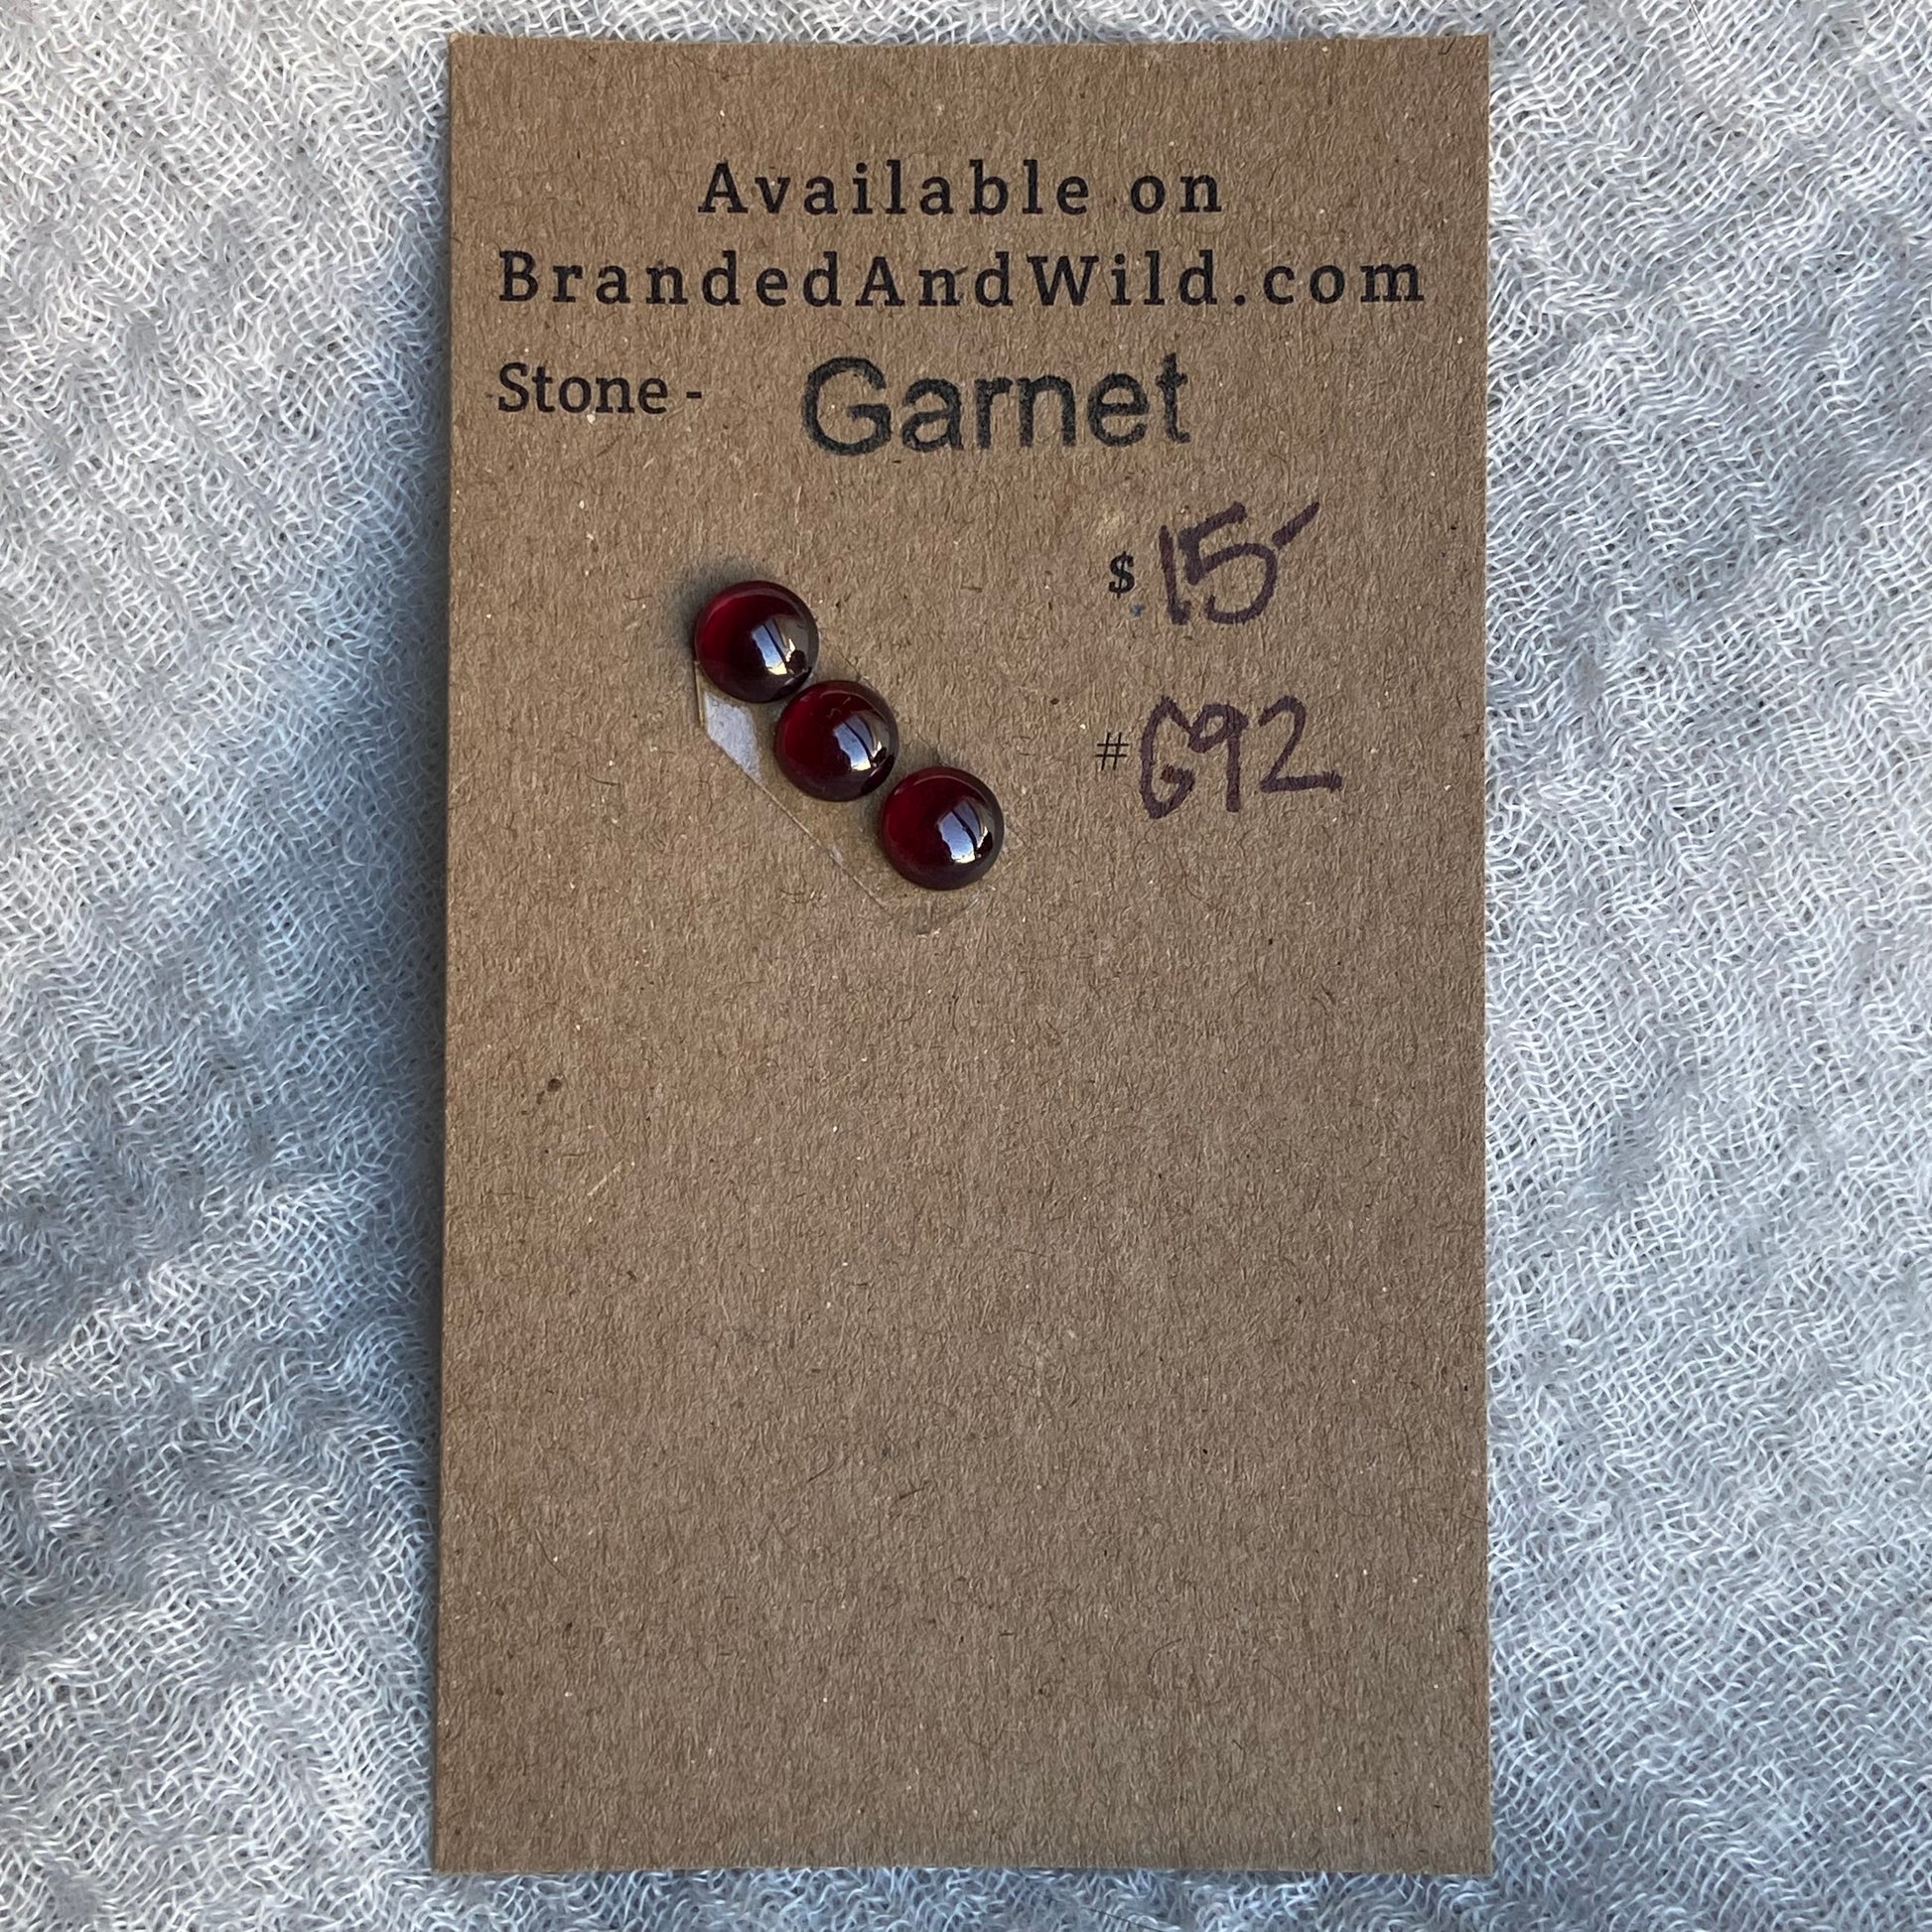 Available on
BrandedAndWild.com
Stone - Garnet
$15-
#G92